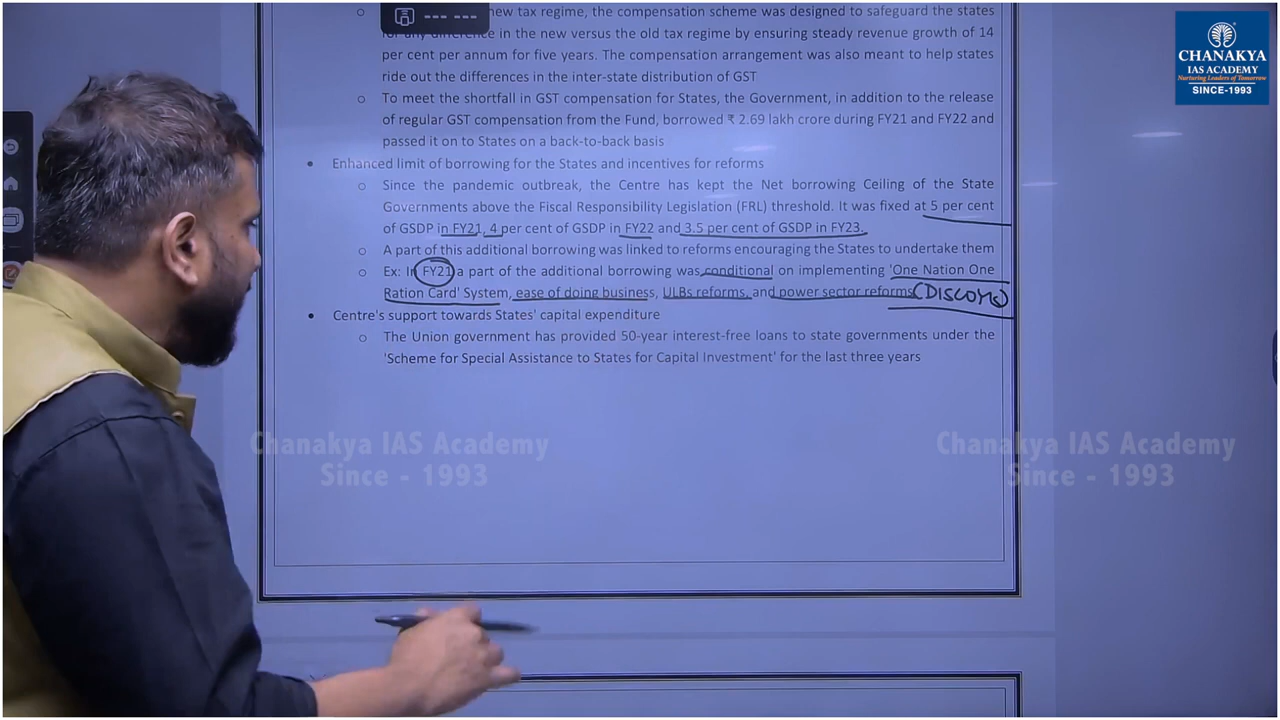 new tax regime, the compensation scheme was designed to safeguard the states
in the new versus the old tax regime by ensuring steady revenue growth of 14
per cent per annum for five years. The compensation arrangement was also meant to help states
ride out the differences in the inter-state distribution of GST
o To meet the shortfall in GST compensation for States, the Government, in addition to the release
of regular GST compensation from the Fund, borrowed ₹ 2.69 lakh crore during FY21 and FY22 and
passed it on to States on a back-to-back basis
• Enhanced limit of borrowing for the States and incentives for reforms
o Since the pandemic outbreak, the Centre has kept the Net borrowing Ceiling of the State
Governments above the Fiscal Responsibility Legislation (FRL) threshold. It was fixed at 5 per cent
of GSDP in FY21, 4 per cent of GSDP in FY22 and 3.5 per cent of GSDP in FY23.
o A part of this additional borrowing was linked to reforms encouraging the States to undertake them
o Ex: In FY21 a part of the additional borrowing was conditional on implementing 'One Nation One
Ration Card' System, ease of doing business, ULBs reforms, and power sector reforms (DISCOMs)
• Centre's support towards States' capital expenditure
o The Union government has provided 50-year interest-free loans to state governments under the
'Scheme for Special Assistance to States for Capital Investment' for the last three years
CHANAKYA
IAS ACADEMY
Nurturing Leaders of Tomorrow
SINCE-1993
Chanakya IAS Academy
Since - 1993
Chanakya IAS Academy
Since - 1993